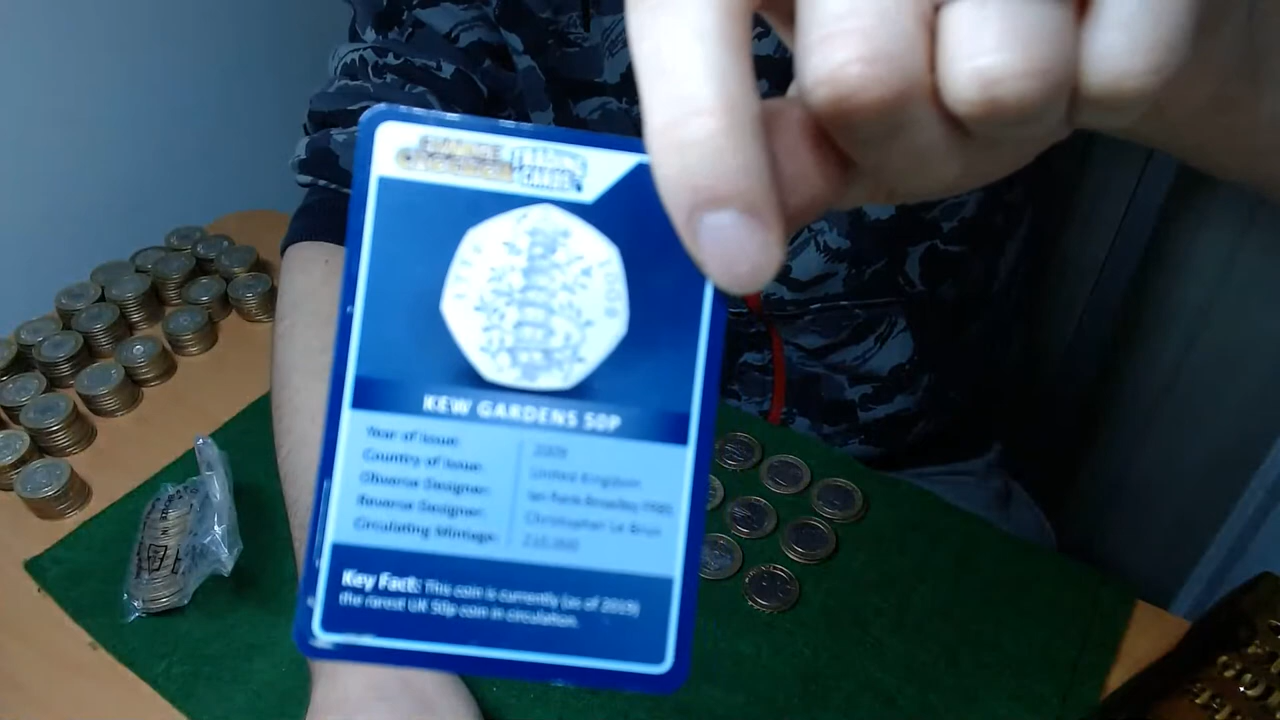 CHANGE
CHECKER TRADING
CARDS
2009
KEW GARDENS 50P
Year of Issue: 2009
Country of Issue: United Kingdom
Obverse Designer: Ian Rank-Broadley FRBS
Reverse Designer: Christopher Le Brun
Circulating Mintage: 210,000
Key Fact: This coin is currently (as of 2019)
the rarest UK 50p coin in circulation.